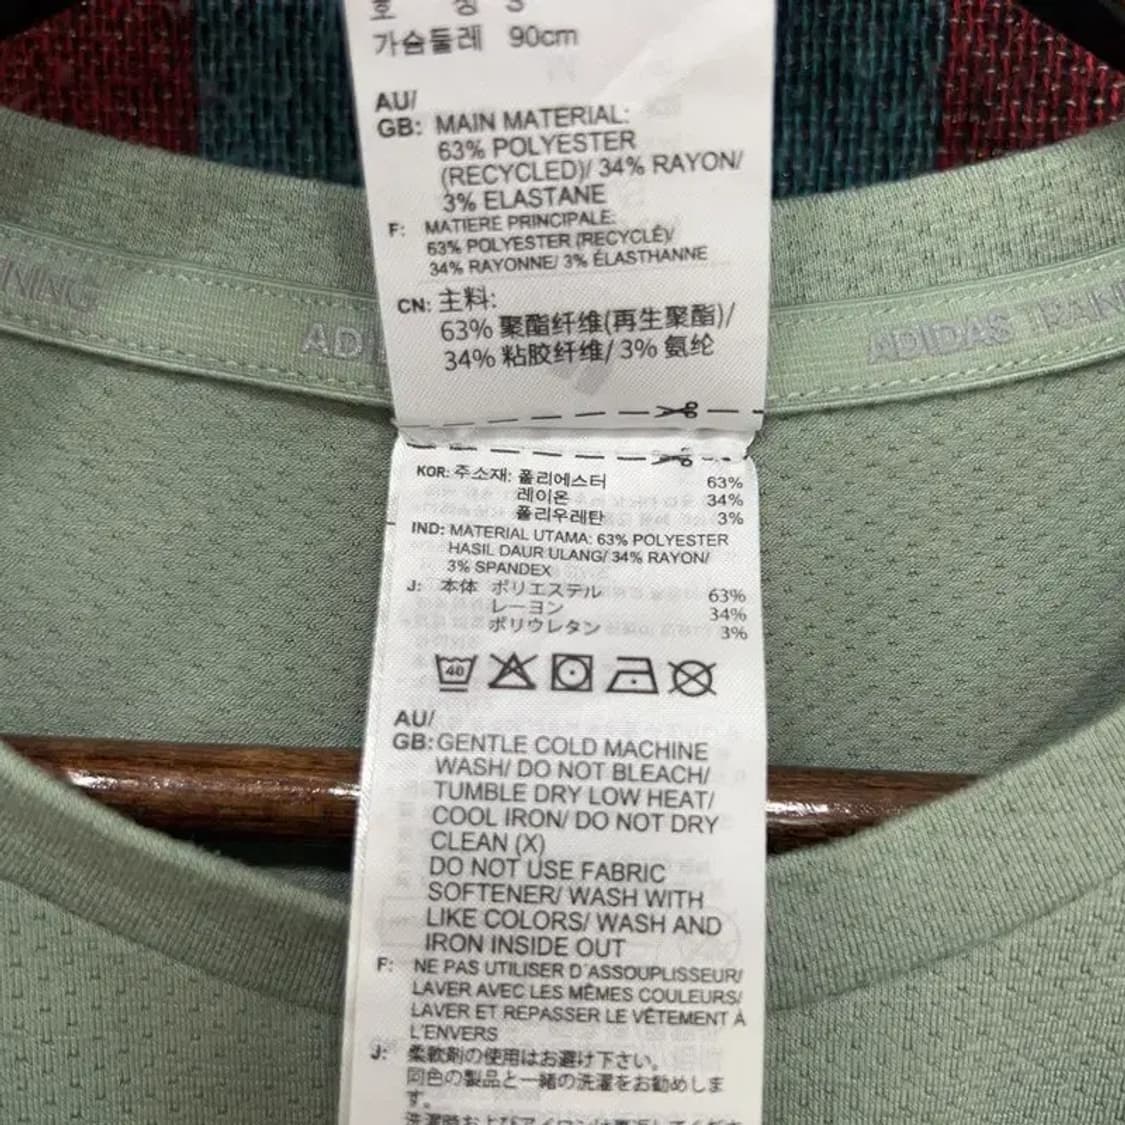 호 칭 S
가슴둘레 90cm
AU/
GB: MAIN MATERIAL:
63% POLYESTER
(RECYCLED)/ 34% RAYON/
3% ELASTANE
F: MATIERE PRINCIPALE:
63% POLYESTER (RECYCLÉ)/
34% RAYONNE/ 3% ÉLASTHANNE
CN: 主料:
63% 聚酯纤维(再生聚酯)/
34% 粘胶纤维/ 3% 氨纶
NING
ADI
ADIDAS TRAIN
KOR: 주소재: 폴리에스터 63%
레이온 34%
폴리우레탄 3%
IND: MATERIAL UTAMA: 63% POLYESTER
HASIL DAUR ULANG/ 34% RAYON/
3% SPANDEX
J: 本体 ポリエステル 63%
レーヨン 34%
ポリウレタン 3%
40
AU/
GB: GENTLE COLD MACHINE
WASH/ DO NOT BLEACH/
TUMBLE DRY LOW HEAT/
COOL IRON/ DO NOT DRY
CLEAN (X)
DO NOT USE FABRIC
SOFTENER/ WASH WITH
LIKE COLORS/ WASH AND
IRON INSIDE OUT
F: NE PAS UTILISER D'ASSOUPLISSEUR/
LAVER AVEC LES MÊMES COULEURS/
LAVER ET REPASSER LE VÊTEMENT À
L'ENVERS
J: 柔軟剤の使用はお避け下さい。
同色の製品と一緒の洗濯をお勧めしま
す。